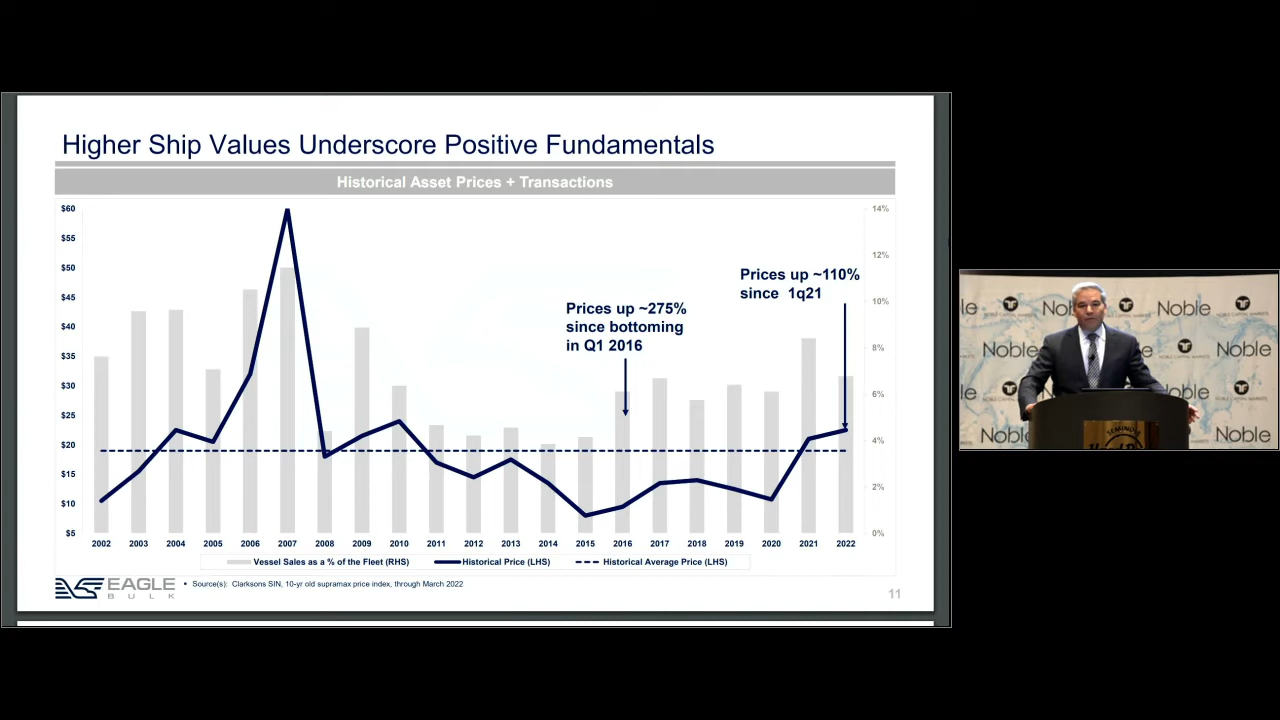 Higher Ship Values Underscore Positive Fundamentals
Historical Asset Prices + Transactions
$60
$55
$50
$45
$40
$35
$30
$25
$20
$15
$10
$5
14%
12%
10%
8%
6%
4%
2%
0%
Prices up ~275%
since bottoming
in Q1 2016
Prices up ~110%
since 1q21
2002 2003 2004 2005 2006 2007 2008 2009 2010 2011 2012 2013 2014 2015 2016 2017 2018 2019 2020 2021 2022
Vessel Sales as a % of the Fleet (RHS) Historical Price (LHS) Historical Average Price (LHS)
EAGLE
BULK
▪ Source(s): Clarksons SIN, 10-yr old supramax price index, through March 2022
11
Noble
NOBLE CAPITAL MARKETS
Noble
Noble
Noble
Noble
Noble